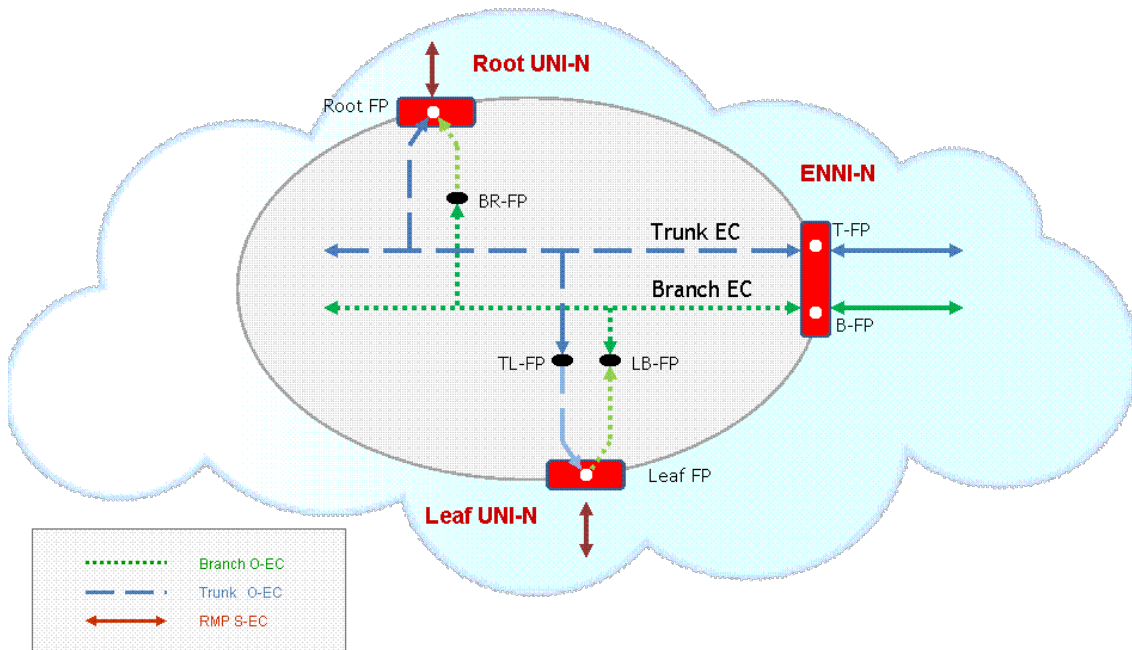 Root UNI-N
Root FP
ENNI-N
BR-FP
Trunk EC
T-FP
Branch EC
B-FP
TL-FP
LB-FP
Leaf FP
Leaf UNI-N
Branch O-EC
Trunk O-EC
RMP S-EC